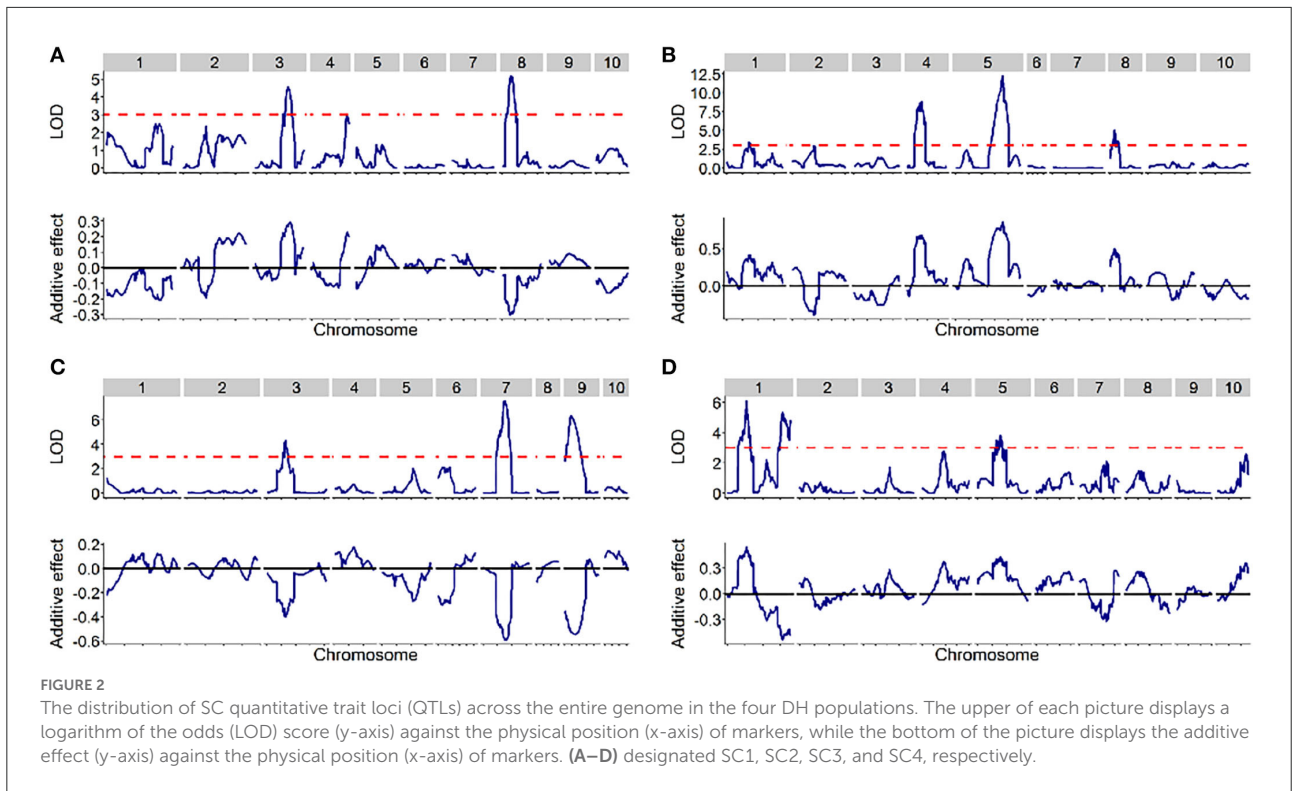 A
1 2 3 4 5 6 7 8 9 10
LOD
5
4
3
2
1
0
Additive effect
0.3
0.2
0.1
0.0
-0.1
-0.2
-0.3
Chromosome
B
1 2 3 4 5 6 7 8 9 10
LOD
12.5
10.0
7.5
5.0
2.5
0.0
Additive effect
0.5
0.0
Chromosome
C
1 2 3 4 5 6 7 8 9 10
LOD
6
4
2
0
Additive effect
0.2
0.0
-0.2
-0.4
-0.6
Chromosome
D
1 2 3 4 5 6 7 8 9 10
LOD
6
4
2
0
Additive effect
0.3
0.0
-0.3
Chromosome
FIGURE 2
The distribution of SC quantitative trait loci (QTLs) across the entire genome in the four DH populations. The upper of each picture displays a
logarithm of the odds (LOD) score (y-axis) against the physical position (x-axis) of markers, while the bottom of the picture displays the additive
effect (y-axis) against the physical position (x-axis) of markers. (A–D) designated SC1, SC2, SC3, and SC4, respectively.